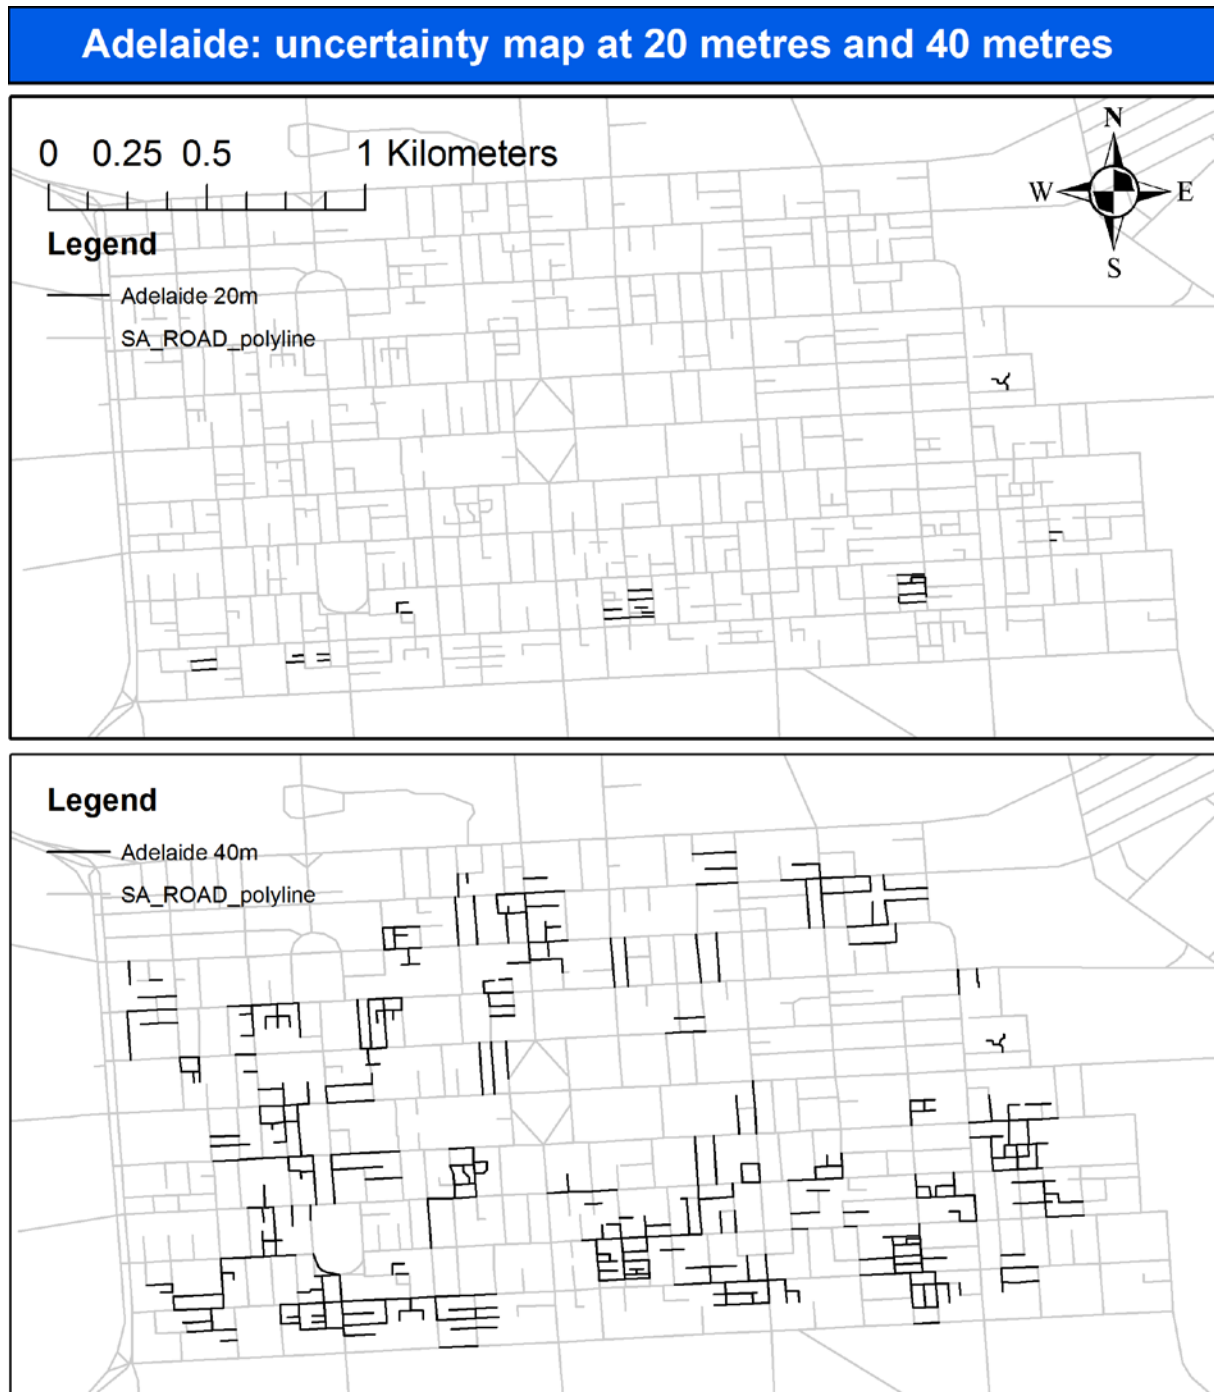 Adelaide: uncertainty map at 20 metres and 40 metres
0 0.25 0.5 1 Kilometers
N
W E
S
Legend
Adelaide 20m
SA_ROAD_polyline
Legend
Adelaide 40m
SA_ROAD_polyline